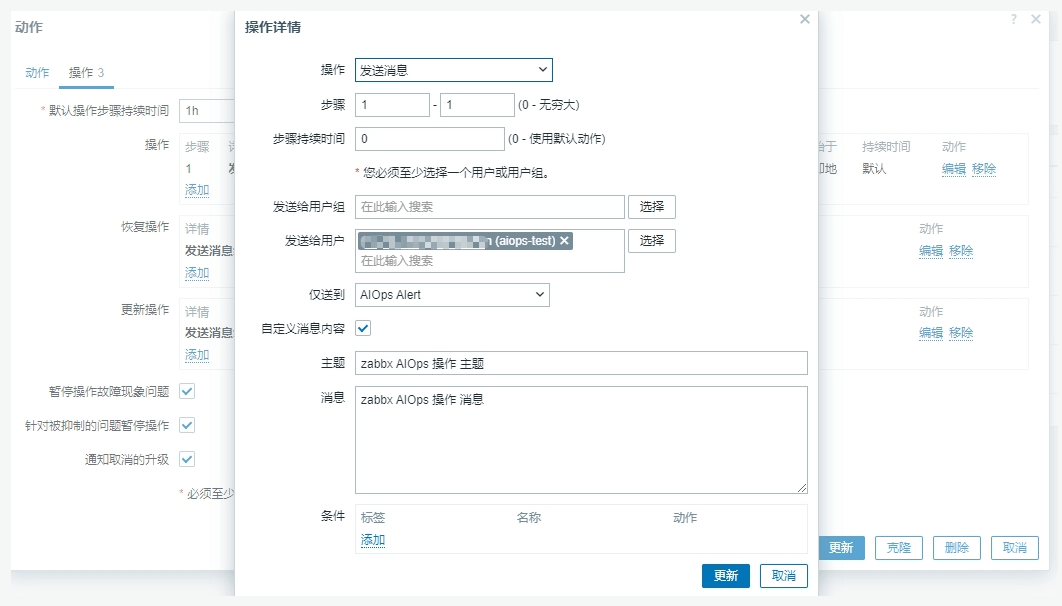 动作
? ×
动作 操作 3
* 默认操作步骤持续时间 1h
操作 步骤
持续时间 动作
1
默认 编辑 移除
添加
恢复操作 详情 动作
发送消息 编辑 移除
添加
更新操作 详情 动作
发送消息 编辑 移除
添加
暂停操作故障现象问题
针对被抑制的问题暂停操作
通知取消的升级
* 必须至少
更新 克隆 删除 取消
操作详情 ×
操作 发送消息
步骤 1 - 1 (0 - 无穷大)
步骤持续时间 0 (0 - 使用默认动作)
* 您必须至少选择一个用户或用户组。
发送给用户组 在此输入搜索 选择
发送给用户 (aiops-test) × 选择
在此输入搜索
仅送到 AIOps Alert
自定义消息内容
主题 zabbx AIOps 操作 主题
消息 zabbx AIOps 操作 消息
条件 标签 名称 动作
添加
更新 取消